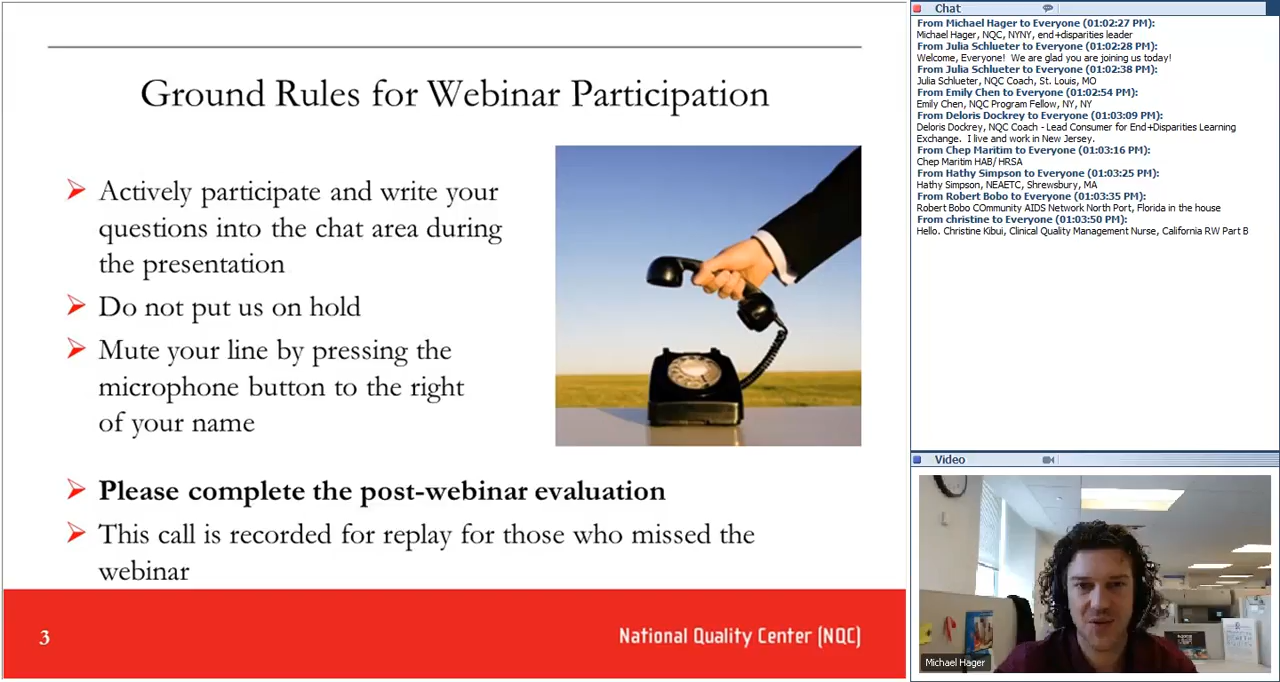 Ground Rules for Webinar Participation
Actively participate and write your
questions into the chat area during
the presentation
Do not put us on hold
Mute your line by pressing the
microphone button to the right
of your name
Please complete the post-webinar evaluation
This call is recorded for replay for those who missed the
webinar
3
National Quality Center (NQC)
Chat
From Michael Hager to Everyone (01:02:27 PM):
Michael Hager, NQC, NYNY, end+disparities leader
From Julia Schlueter to Everyone (01:02:28 PM):
Welcome, Everyone! We are glad you are joining us today!
From Julia Schlueter to Everyone (01:02:38 PM):
Julia Schlueter, NQC Coach, St. Louis, MO
From Emily Chen to Everyone (01:02:54 PM):
Emily Chen, NQC Program Fellow, NY, NY
From Deloris Dockrey to Everyone (01:03:09 PM):
Deloris Dockrey, NQC Coach - Lead Consumer for End+Disparities Learning
Exchange. I live and work in New Jersey.
From Chep Maritim to Everyone (01:03:16 PM):
Chep Maritim HAB/ HRSA
From Hathy Simpson to Everyone (01:03:25 PM):
Hathy Simpson, NEAETC, Shrewsbury, MA
From Robert Bobo to Everyone (01:03:35 PM):
Robert Bobo COmmunity AIDS Network North Port, Florida in the house
From christine to Everyone (01:03:50 PM):
Hello. Christine Kibui, Clinical Quality Management Nurse, California RW Part B
Video
Michael Hager